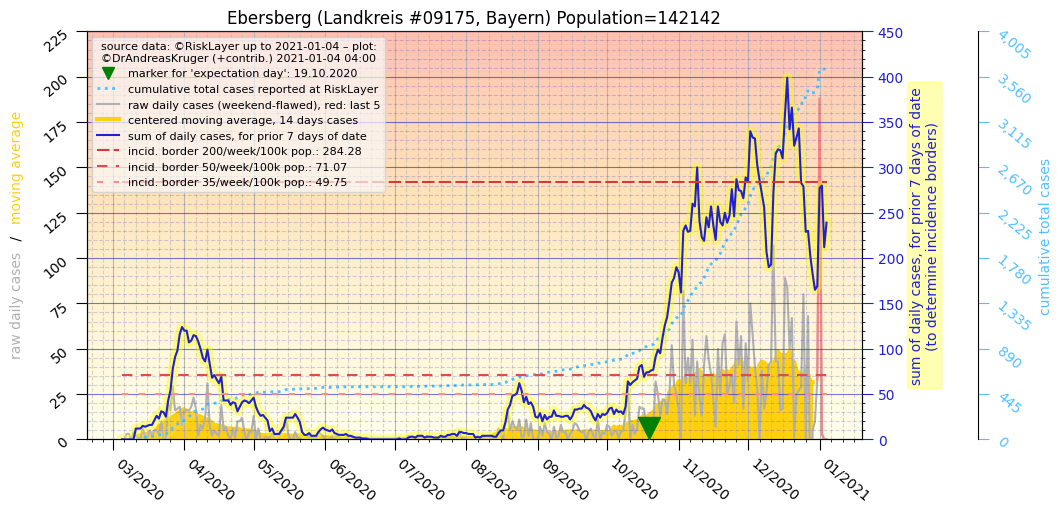 Ebersberg (Landkreis #09175, Bayern) Population=142142
source data: ©RiskLayer up to 2021-01-04 – plot:
©DrAndreasKruger (+contrib.) 2021-01-04 04:00
marker for 'expectation day': 19.10.2020
cumulative total cases reported at RiskLayer
raw daily cases (weekend-flawed), red: last 5
centered moving average, 14 days cases
sum of daily cases, for prior 7 days of date
incid. border 200/week/100k pop.: 284.28
incid. border 50/week/100k pop.: 71.07
incid. border 35/week/100k pop.: 49.75
raw daily cases / moving average
225
200
175
150
125
100
75
50
25
0
03/2020
04/2020
05/2020
06/2020
07/2020
08/2020
09/2020
10/2020
11/2020
12/2020
01/2021
450
400
350
300
250
200
150
100
50
0
sum of daily cases, for prior 7 days of date
(to determine incidence borders)
4,005
3,560
3,115
2,670
2,225
1,780
1,335
890
445
0
cumulative total cases